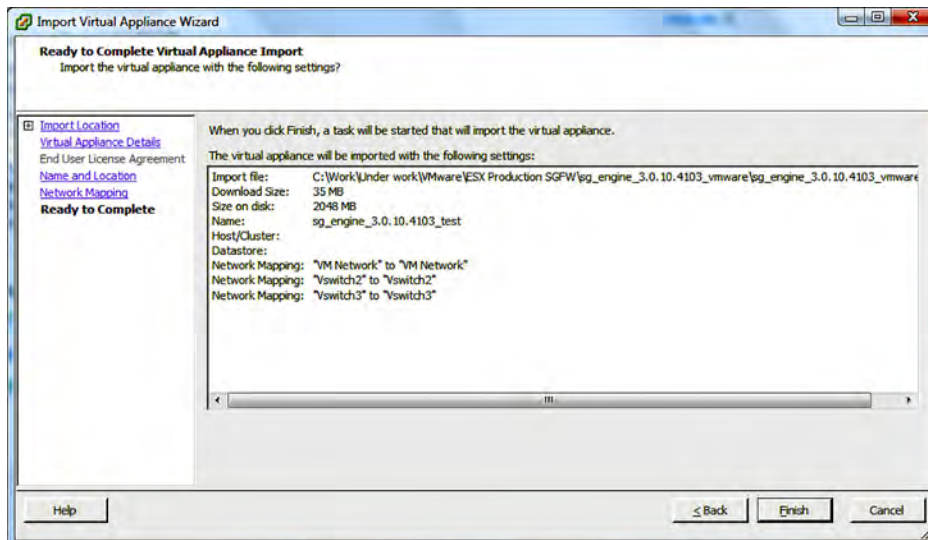 Import Virtual Appliance Wizard
Ready to Complete Virtual Appliance Import
Import the virtual appliance with the following settings?
Import Location
Virtual Appliance Details
End User License Agreement
Name and Location
Network Mapping
Ready to Complete
When you click Finish, a task will be started that will import the virtual appliance.
The virtual appliance will be imported with the following settings:
Import file: C:\Work\Under work\VMware\ESX Production SGFW\sg_engine_3.0.10.4103_vmware\sg_engine_3.0.10.4103_vmware
Download Size: 35 MB
Size on disk: 2048 MB
Name: sg_engine_3.0.10.4103_test
Host/Cluster:
Datastore:
Network Mapping: "VM Network" to "VM Network"
Network Mapping: "Vswitch2" to "Vswitch2"
Network Mapping: "Vswitch3" to "Vswitch3"
Help
< Back
Finish
Cancel